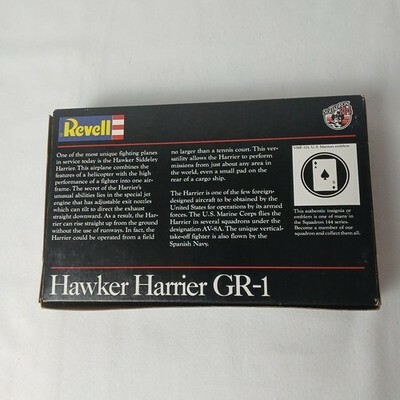 Revell
One of the most unique fighting planes
in service today is the Hawker Siddeley
Harrier. This airplane combines the
features of a helicopter with the high
performance of a fighter into one air-
frame. The secret of the Harrier's
unusual abilities lies in the special jet
engine that has adjustable exit nozzles
which can tilt to direct the exhaust
straight downward. As a result, the Har-
rier can rise straight up from the ground
without the use of runways. In fact, the
Harrier could be operated from a field
no larger than a tennis court. This ver-
satility allows the Harrier to perform
missions from just about any area in
the world, even a small pad on the
rear of a cargo ship.
The Harrier is one of the few foreign-
designed aircraft to be obtained by the
United States for operations by its armed
forces. The U.S. Marine Corps flies the
Harrier in several squadrons under the
designation AV-8A. The unique vertical-
take-off fighter is also flown by the
Spanish Navy.
U.S. Marines emblem
A
This authentic insignia or
emblem is one of many in
the Squadron 144 series.
Become a member of our
squadron and collect them all.
Hawker Harrier GR-1